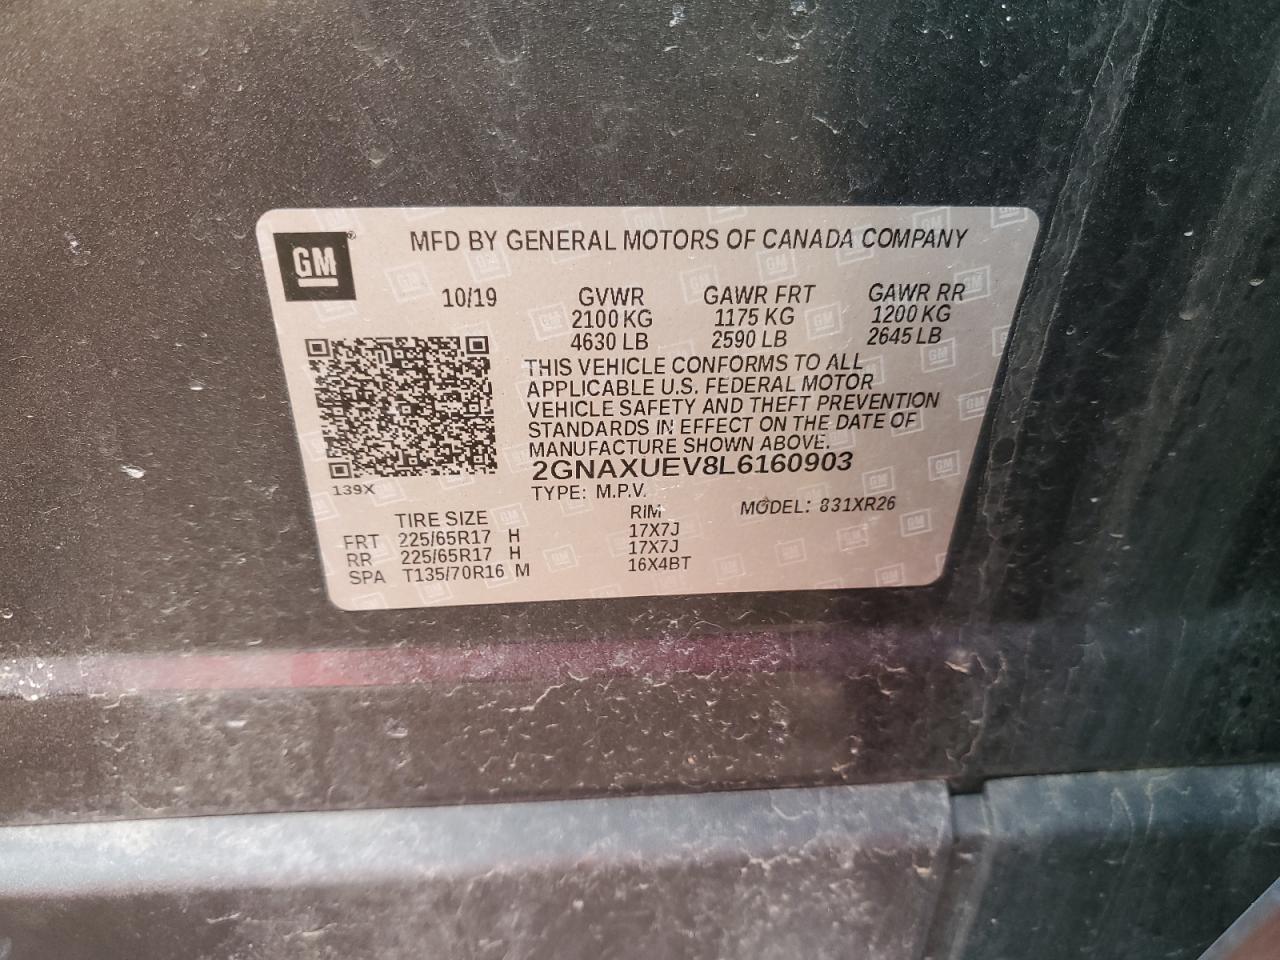 GM
MFD BY GENERAL MOTORS OF CANADA COMPANY
10/19 GVWR GAWR FRT GAWR RR
2100 KG 1175 KG 1200 KG
4630 LB 2590 LB 2645 LB
THIS VEHICLE CONFORMS TO ALL
APPLICABLE U.S. FEDERAL MOTOR
VEHICLE SAFETY AND THEFT PREVENTION
STANDARDS IN EFFECT ON THE DATE OF
MANUFACTURE SHOWN ABOVE.
2GNAXUEV8L6160903
139X
TYPE: M.P.V.
MODEL: 831XR26
TIRE SIZE RIM
FRT 225/65R17 H 17X7J
RR 225/65R17 H 17X7J
SPA T135/70R16 M 16X4BT